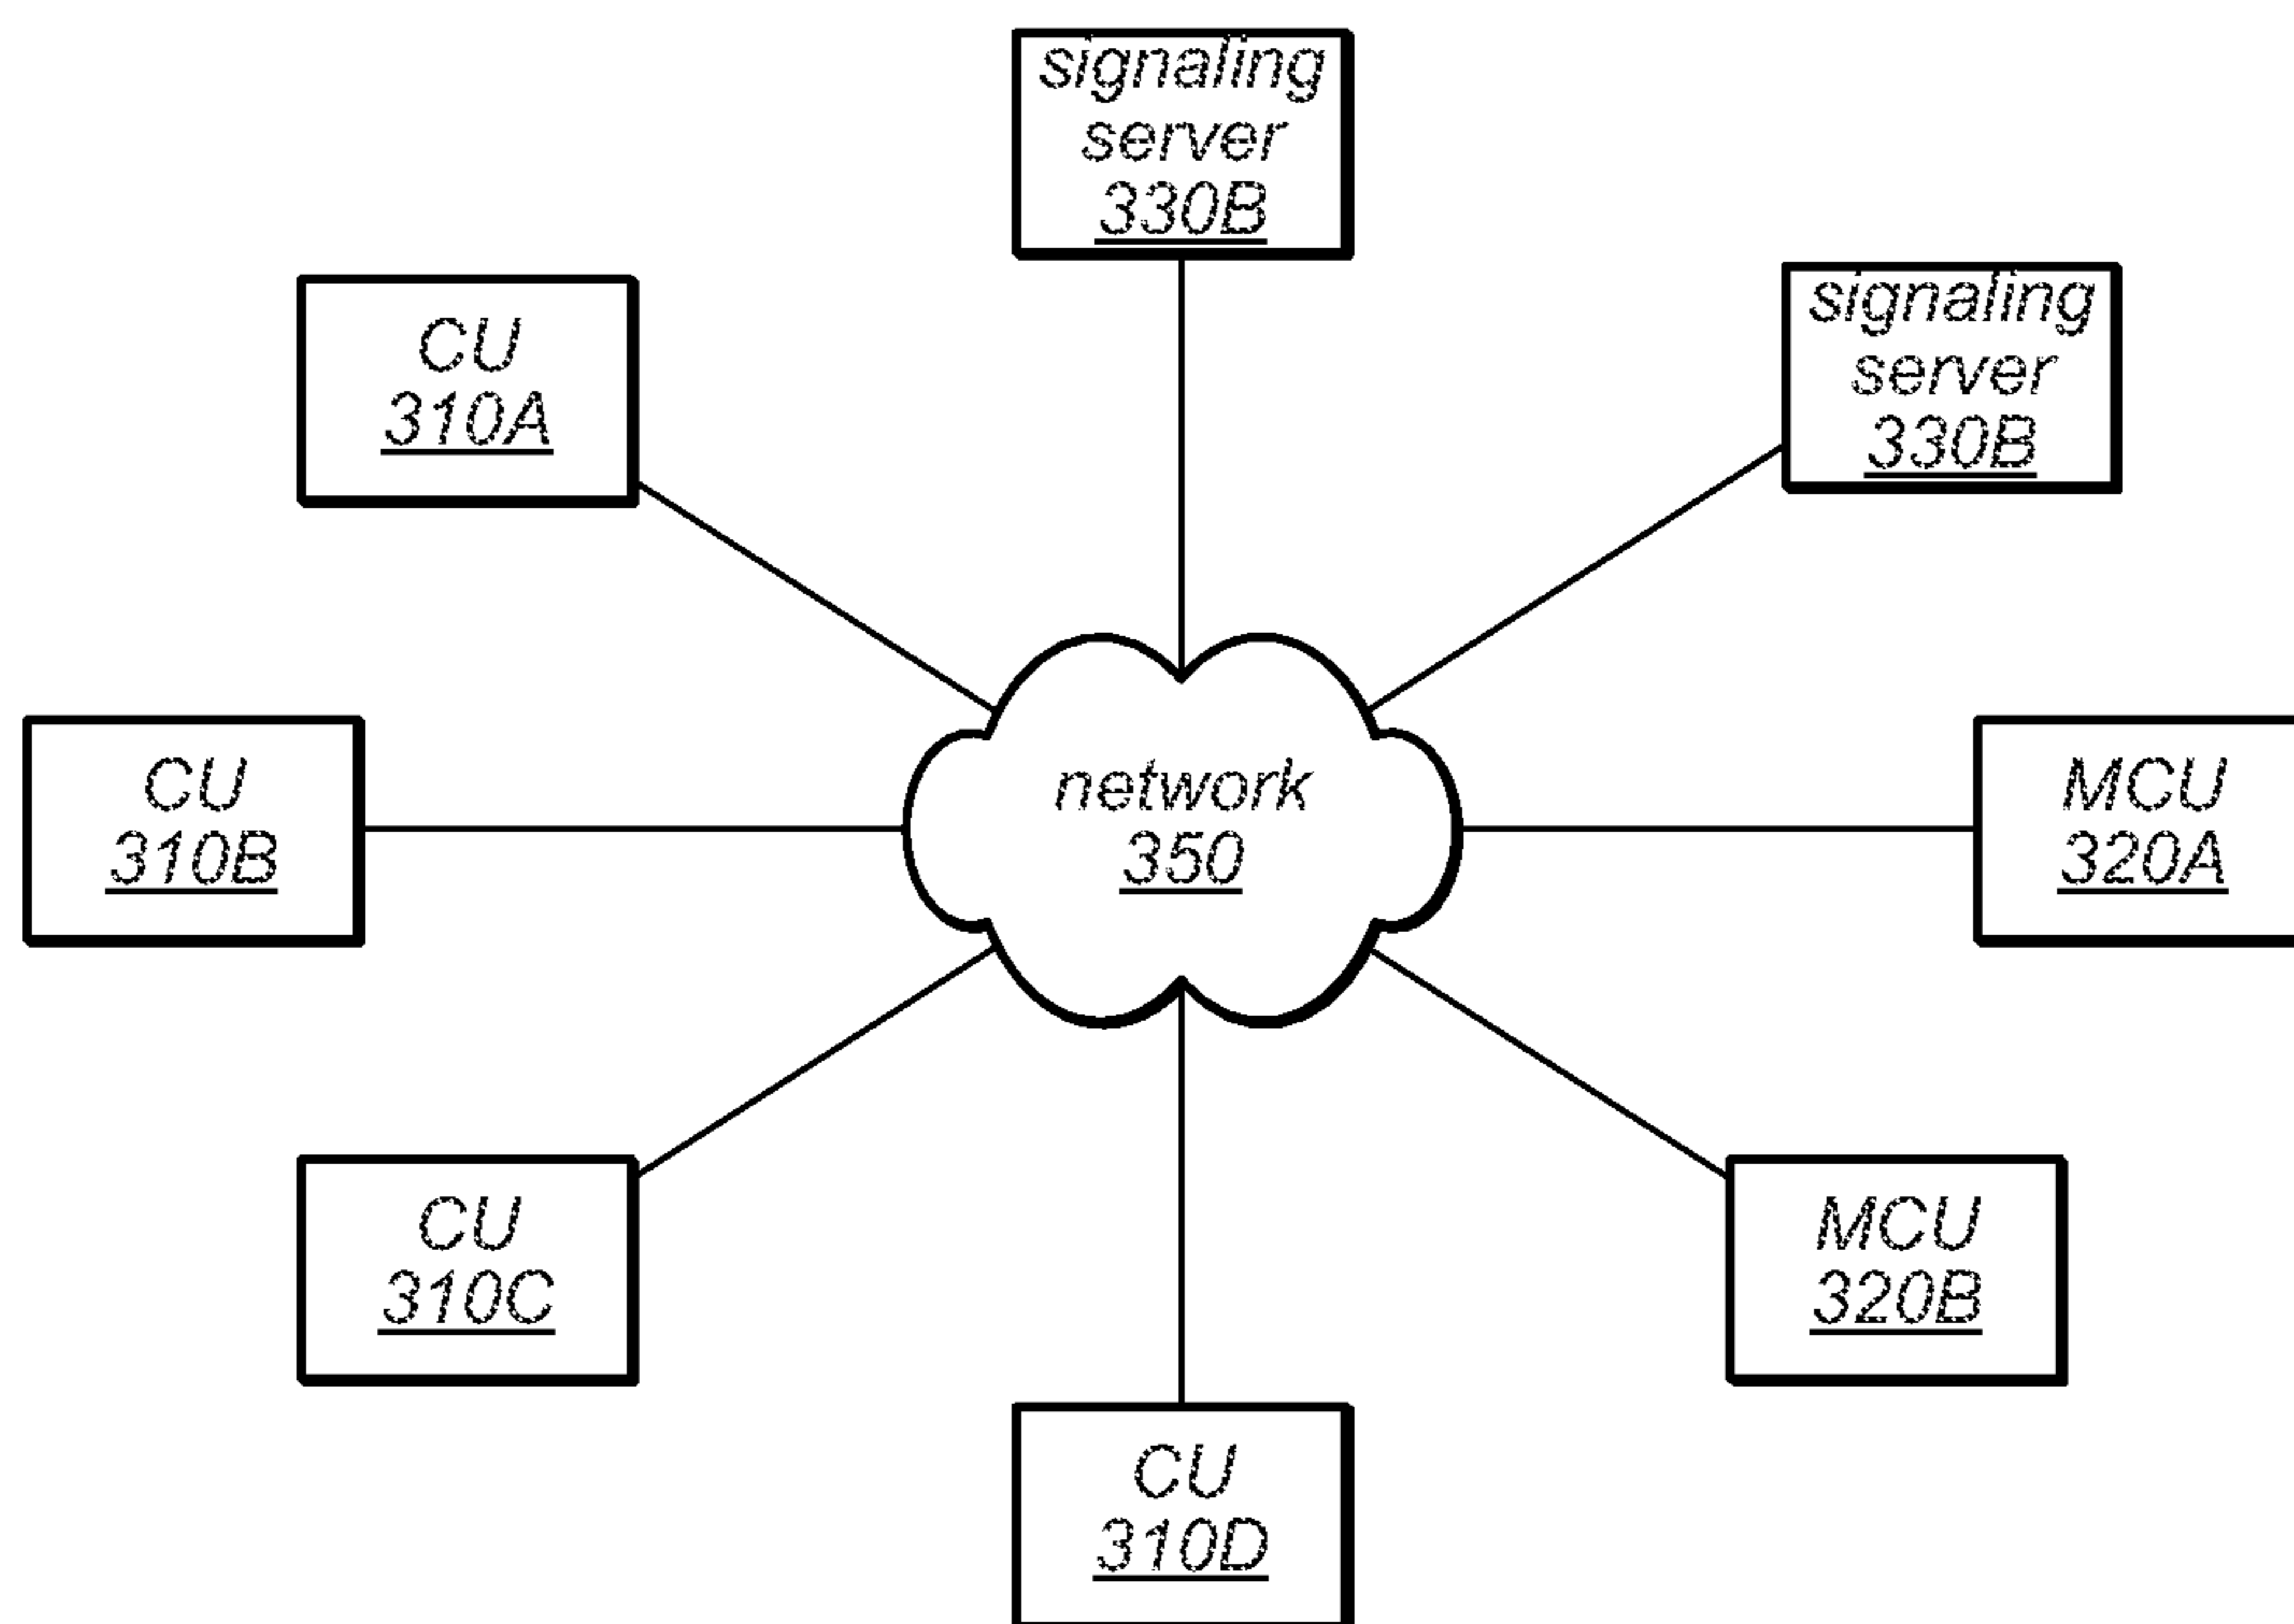 signaling
server
330B
signaling
server
330B
CU
310A
CU
310B
network
350
MCU
320A
CU
310C
MCU
320B
CU
310D